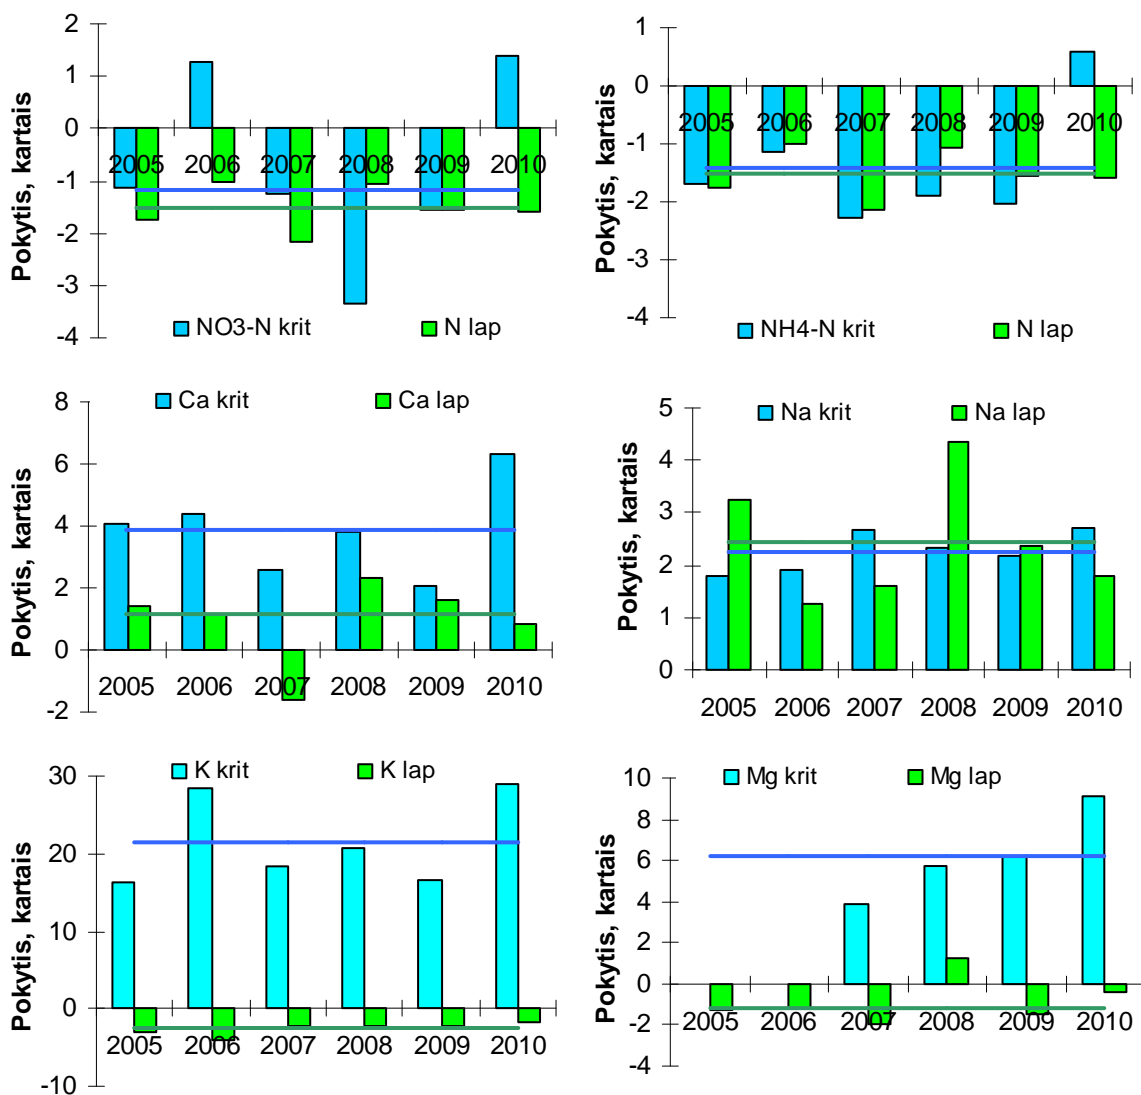 2
1
0
-1
-2
-3
-4
Pokytis, kartais
2005 2006 2007 2008 2009 2010
NO3-N krit N lap
1
0
-1
-2
-3
-4
Pokytis, kartais
2005 2006 2007 2008 2009 2010
NH4-N krit N lap
8
6
4
2
0
-2
Pokytis, kartais
Ca krit Ca lap
2005 2006 2007 2008 2009 2010
5
4
3
2
1
0
Pokytis, kartais
Na krit Na lap
2005 2006 2007 2008 2009 2010
30
20
10
0
-10
Pokytis, kartais
K krit K lap
2005 2006 2007 2008 2009 2010
10
8
6
4
2
0
-2
-4
Pokytis, kartais
Mg krit Mg lap
2005 2006 2007 2008 2009 2010